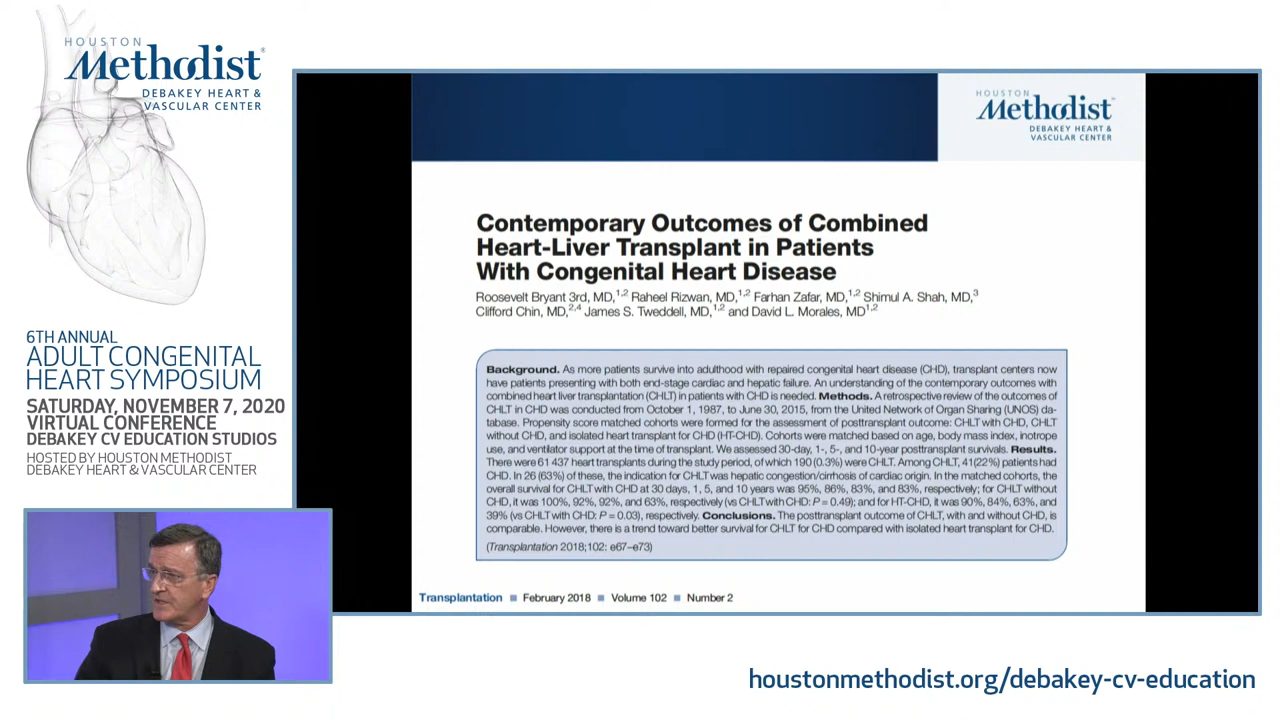 HOUSTON
Methodist®
DEBAKEY HEART &
VASCULAR CENTER
6TH ANNUAL
ADULT CONGENITAL
HEART SYMPOSIUM
SATURDAY, NOVEMBER 7, 2020
VIRTUAL CONFERENCE
DEBAKEY CV EDUCATION STUDIOS
HOSTED BY HOUSTON METHODIST
DEBAKEY HEART & VASCULAR CENTER
HOUSTON
Methodist
DEBAKEY HEART &
VASCULAR CENTER
Contemporary Outcomes of Combined
Heart-Liver Transplant in Patients
With Congenital Heart Disease
Roosevelt Bryant 3rd, MD,1,2 Raheel Rizwan, MD,1,2 Farhan Zafar, MD,1,2 Shimul A. Shah, MD,3
Clifford Chin, MD,2,4 James S. Tweddell, MD,1,2 and David L. Morales, MD1,2
Background. As more patients survive into adulthood with repaired congenital heart disease (CHD), transplant centers now
have patients presenting with both end-stage cardiac and hepatic failure. An understanding of the contemporary outcomes with
combined heart liver transplantation (CHLT) in patients with CHD is needed. Methods. A retrospective review of the outcomes of
CHLT in CHD was conducted from October 1, 1987, to June 30, 2015, from the United Network of Organ Sharing (UNOS) da-
tabase. Propensity score matched cohorts were formed for the assessment of posttransplant outcome: CHLT with CHD, CHLT
without CHD, and isolated heart transplant for CHD (HT-CHD). Cohorts were matched based on age, body mass index, inotrope
use, and ventilator support at the time of transplant. We assessed 30-day, 1-, 5-, and 10-year posttransplant survivals. Results.
There were 61 437 heart transplants during the study period, of which 190 (0.3%) were CHLT. Among CHLT, 41(22%) patients had
CHD. In 26 (63%) of these, the indication for CHLT was hepatic congestion/cirrhosis of cardiac origin. In the matched cohorts, the
overall survival for CHLT with CHD at 30 days, 1, 5, and 10 years was 95%, 86%, 83%, and 83%, respectively; for CHLT without
CHD, it was 100%, 92%, 92%, and 63%, respectively (vs CHLT with CHD: P = 0.49); and for HT-CHD, it was 90%, 84%, 63%, and
39% (vs CHLT with CHD: P = 0.03), respectively. Conclusions. The posttransplant outcome of CHLT, with and without CHD, is
comparable. However, there is a trend toward better survival for CHLT for CHD compared with isolated heart transplant for CHD.
(Transplantation 2018;102: e67–e73)
Transplantation ■ February 2018 ■ Volume 102 ■ Number 2
houstonmethodist.org/debakey-cv-education